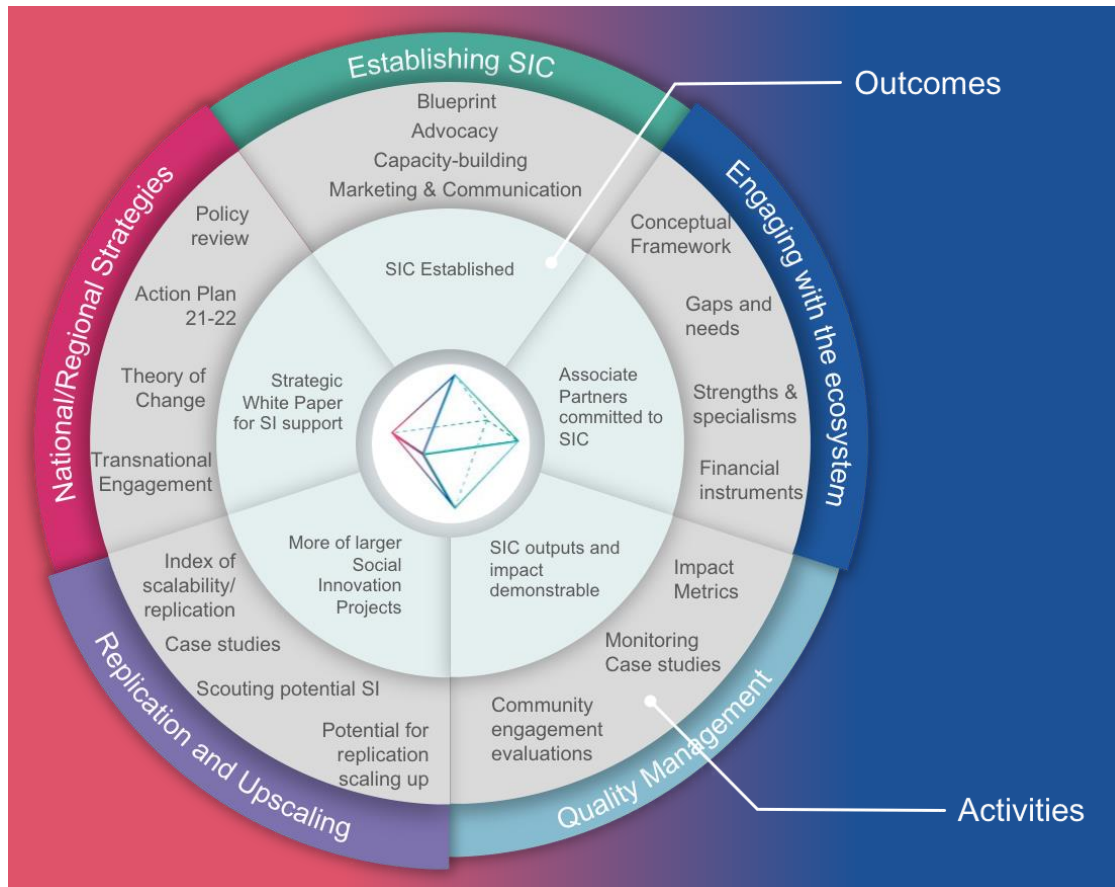 Establishing SIC
Blueprint
Advocacy
Capacity-building
Marketing & Communication
SIC Established
Outcomes
Engaging with the ecosystem
Conceptual
Framework
Gaps and
needs
Strengths &
specialisms
Financial
instruments
Associate
Partners
committed to
SIC
Quality Management
Impact
Metrics
Monitoring
Case studies
Community
engagement
evaluations
SIC outputs and
impact
demonstrable
Activities
Replication and Upscaling
Index of
scalability/
replication
Case studies
Scouting potential SI
Potential for
replication
scaling up
More of larger
Social
Innovation
Projects
National/Regional Strategies
Policy
review
Action Plan
21-22
Theory of
Change
Transnational
Engagement
Strategic
White Paper
for SI support